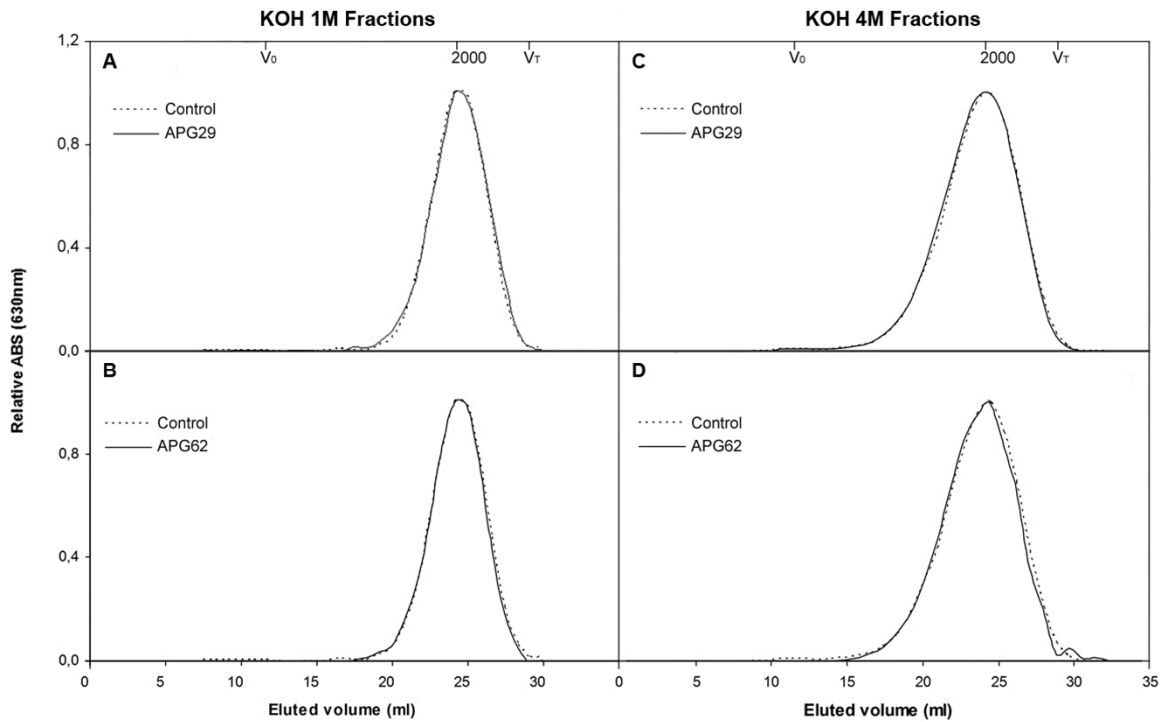 KOH 1M Fractions
KOH 4M Fractions
1,2
A
V0
2000
VT
C
V0
2000
VT
Control
APG29
Control
APG29
0,8
0,4
0,0
B
D
Control
APG62
Control
APG62
0,8
0,4
0,0
Relative ABS (630nm)
0 5 10 15 20 25 30
0 5 10 15 20 25 30 35
Eluted volume (ml)
Eluted volume (ml)